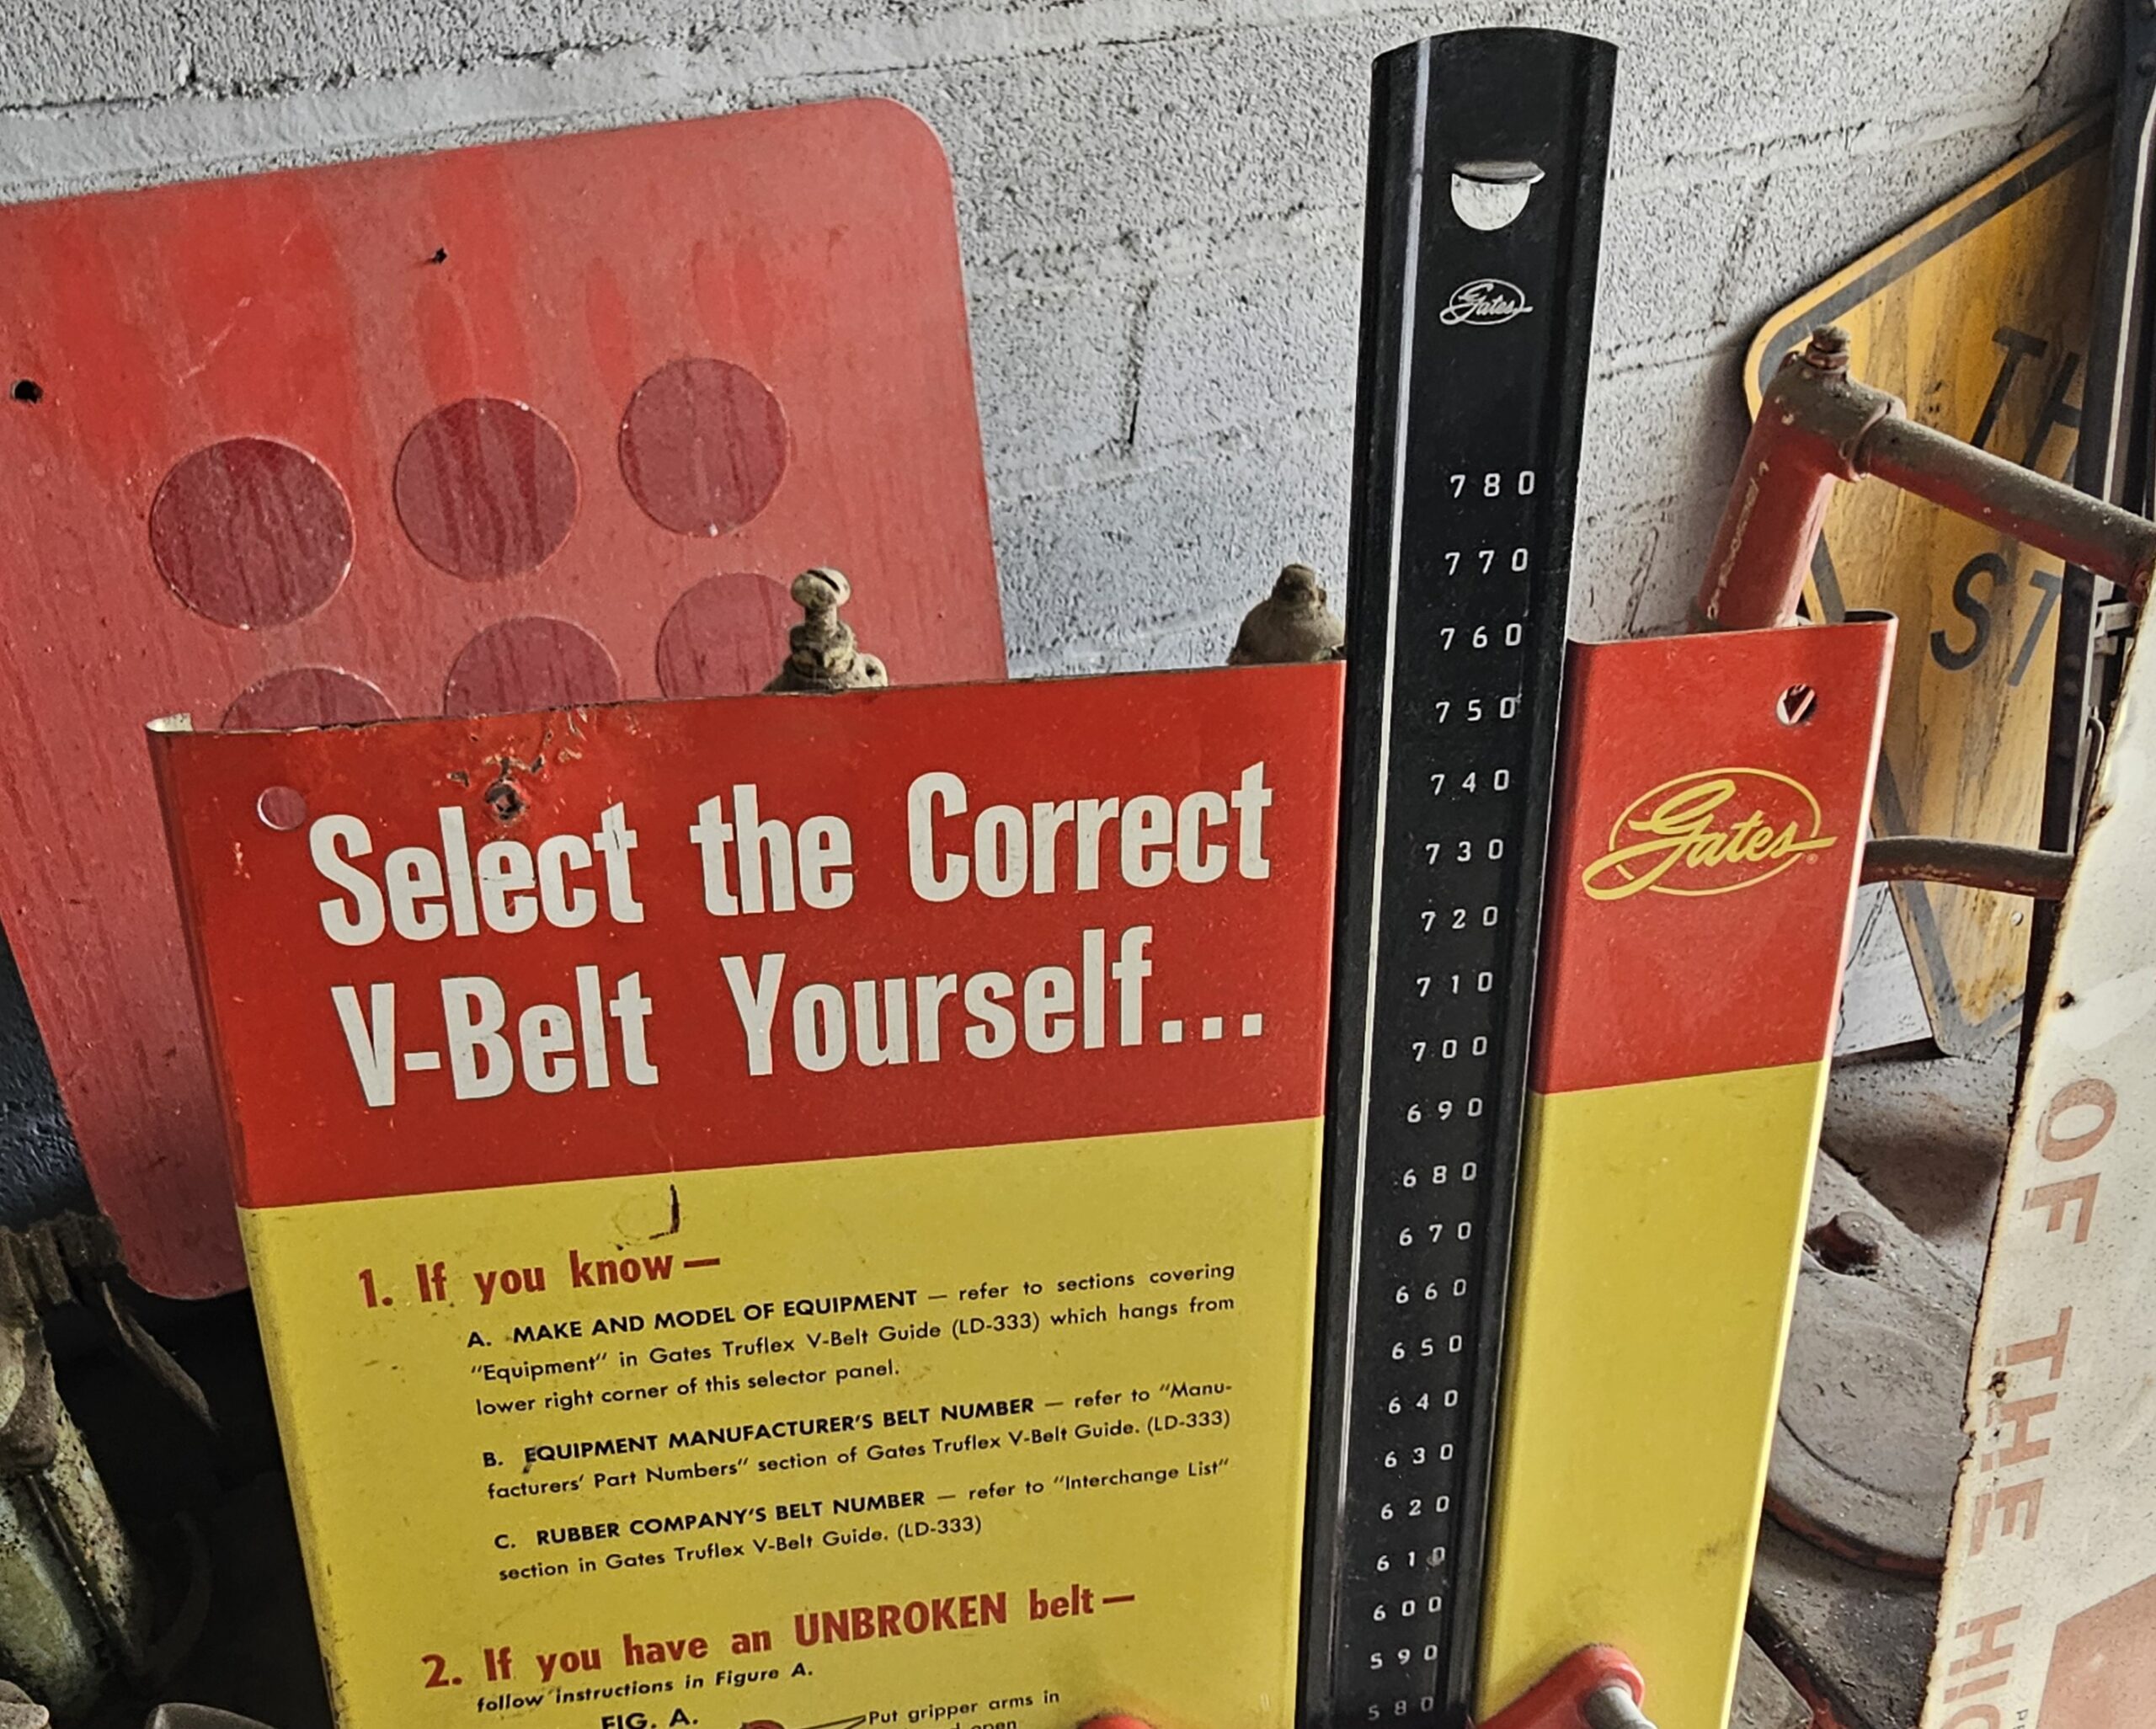 Select the Correct
V-Belt Yourself...
1. If you know—
A. MAKE AND MODEL OF EQUIPMENT — refer to sections covering
"Equipment" in Gates Truflex V-Belt Guide (LD-333) which hangs from
lower right corner of this selector panel.
B. EQUIPMENT MANUFACTURER'S BELT NUMBER — refer to "Manu-
facturers' Part Numbers" section of Gates Truflex V-Belt Guide. (LD-333)
C. RUBBER COMPANY'S BELT NUMBER — refer to "Interchange List"
section in Gates Truflex V-Belt Guide. (LD-333)
2. If you have an UNBROKEN belt—
follow instructions in Figure A.
FIG. A.
Put gripper arms in
open
Gates
780
770
760
750
740
730
720
710
700
690
680
670
660
650
640
630
620
610
600
590
580
Gates®
TH
ST
OF THE HIG